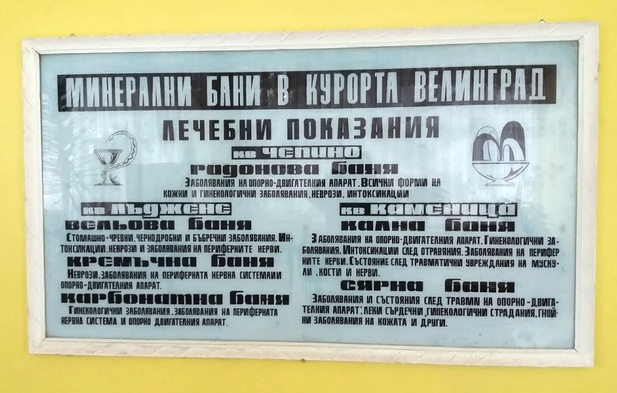 МИНЕРАЛНИ БАНИ В КУРОРТА ВЕЛИНГРАД
ЛЕЧЕБНИ ПОКАЗАНИЯ
КВ ЧЕПИНО
РАДОНОВА БАНЯ
ЗАБОЛЯВАНИЯ НА ОПОРНО-ДВИГАТЕЛНИЯ АПАРАТ. ВСИЧКИ ФОРМИ НА
КОЖНИ И ГИНЕКОЛОГИЧНИ ЗАБОЛЯВАНИЯ, НЕВРОЗИ, ИНТОКСИКАЦИИ
КВ ЛЪДЖЕНЕ
ВЕЛЬОВА БАНЯ
СТОМАШНО-ЧРЕВНИ, ЧЕРНОДРОБНИ И БЪБРЕЧНИ ЗАБОЛЯВАНИЯ. ИН-
ТОКСИКАЦИИ, НЕВРОЗИ И ЗАБОЛЯВАНИЯ НА ПЕРИФЕРНИТЕ НЕРВИ.
КРЕМЪЧНА БАНЯ
НЕВРОЗИ, ЗАБОЛЯВАНИЯ НА ПЕРИФЕРНАТА НЕРВНА СИСТЕМА И
ОПОРНО-ДВИГАТЕЛНИЯ АПАРАТ.
КАРБОНАТНА БАНЯ
ГИНЕКОЛОГИЧНИ ЗАБОЛЯВАНИЯ, ЗАБОЛЯВАНИЯ НА ПЕРИФЕРНАТА
НЕРВНА СИСТЕМА И ОПОРНО ДВИГАТЕЛНИЯ АПАРАТ.
КВ КАМЕНИЦА
КАЛНА БАНЯ
ЗАБОЛЯВАНИЯ НА ОПОРНО-ДВИГАТЕЛНИЯ АПАРАТ. ГИНЕКОЛОГИЧНИ ЗА-
БОЛЯВАНИЯ. ИНТОКСИКАЦИИ СЛЕД ОТРАВЯНИЯ. ЗАБОЛЯВАНИЯ НА ПЕРИФЕР
НИТЕ НЕРВИ. СЪСТОЯНИЕ СЛЕД ТРАВМАТИЧНИ УВРЕЖДАНИЯ НА МУСКУ-
ЛИ, КОСТИ И НЕРВИ.
СЯРНА БАНЯ
ЗАБОЛЯВАНИЯ И СЪСТОЯНИЯ СЛЕД ТРАВМИ НА ОПОРНО-ДВИГА-
ТЕЛНИЯ АПАРАТ; ЛЕКИ СЪРДЕЧНИ, ГИНЕКОЛОГИЧНИ СТРАДАНИЯ, ГНОЙ-
НИ ЗАБОЛЯВАНИЯ НА КОЖАТА И ДРУГИ.